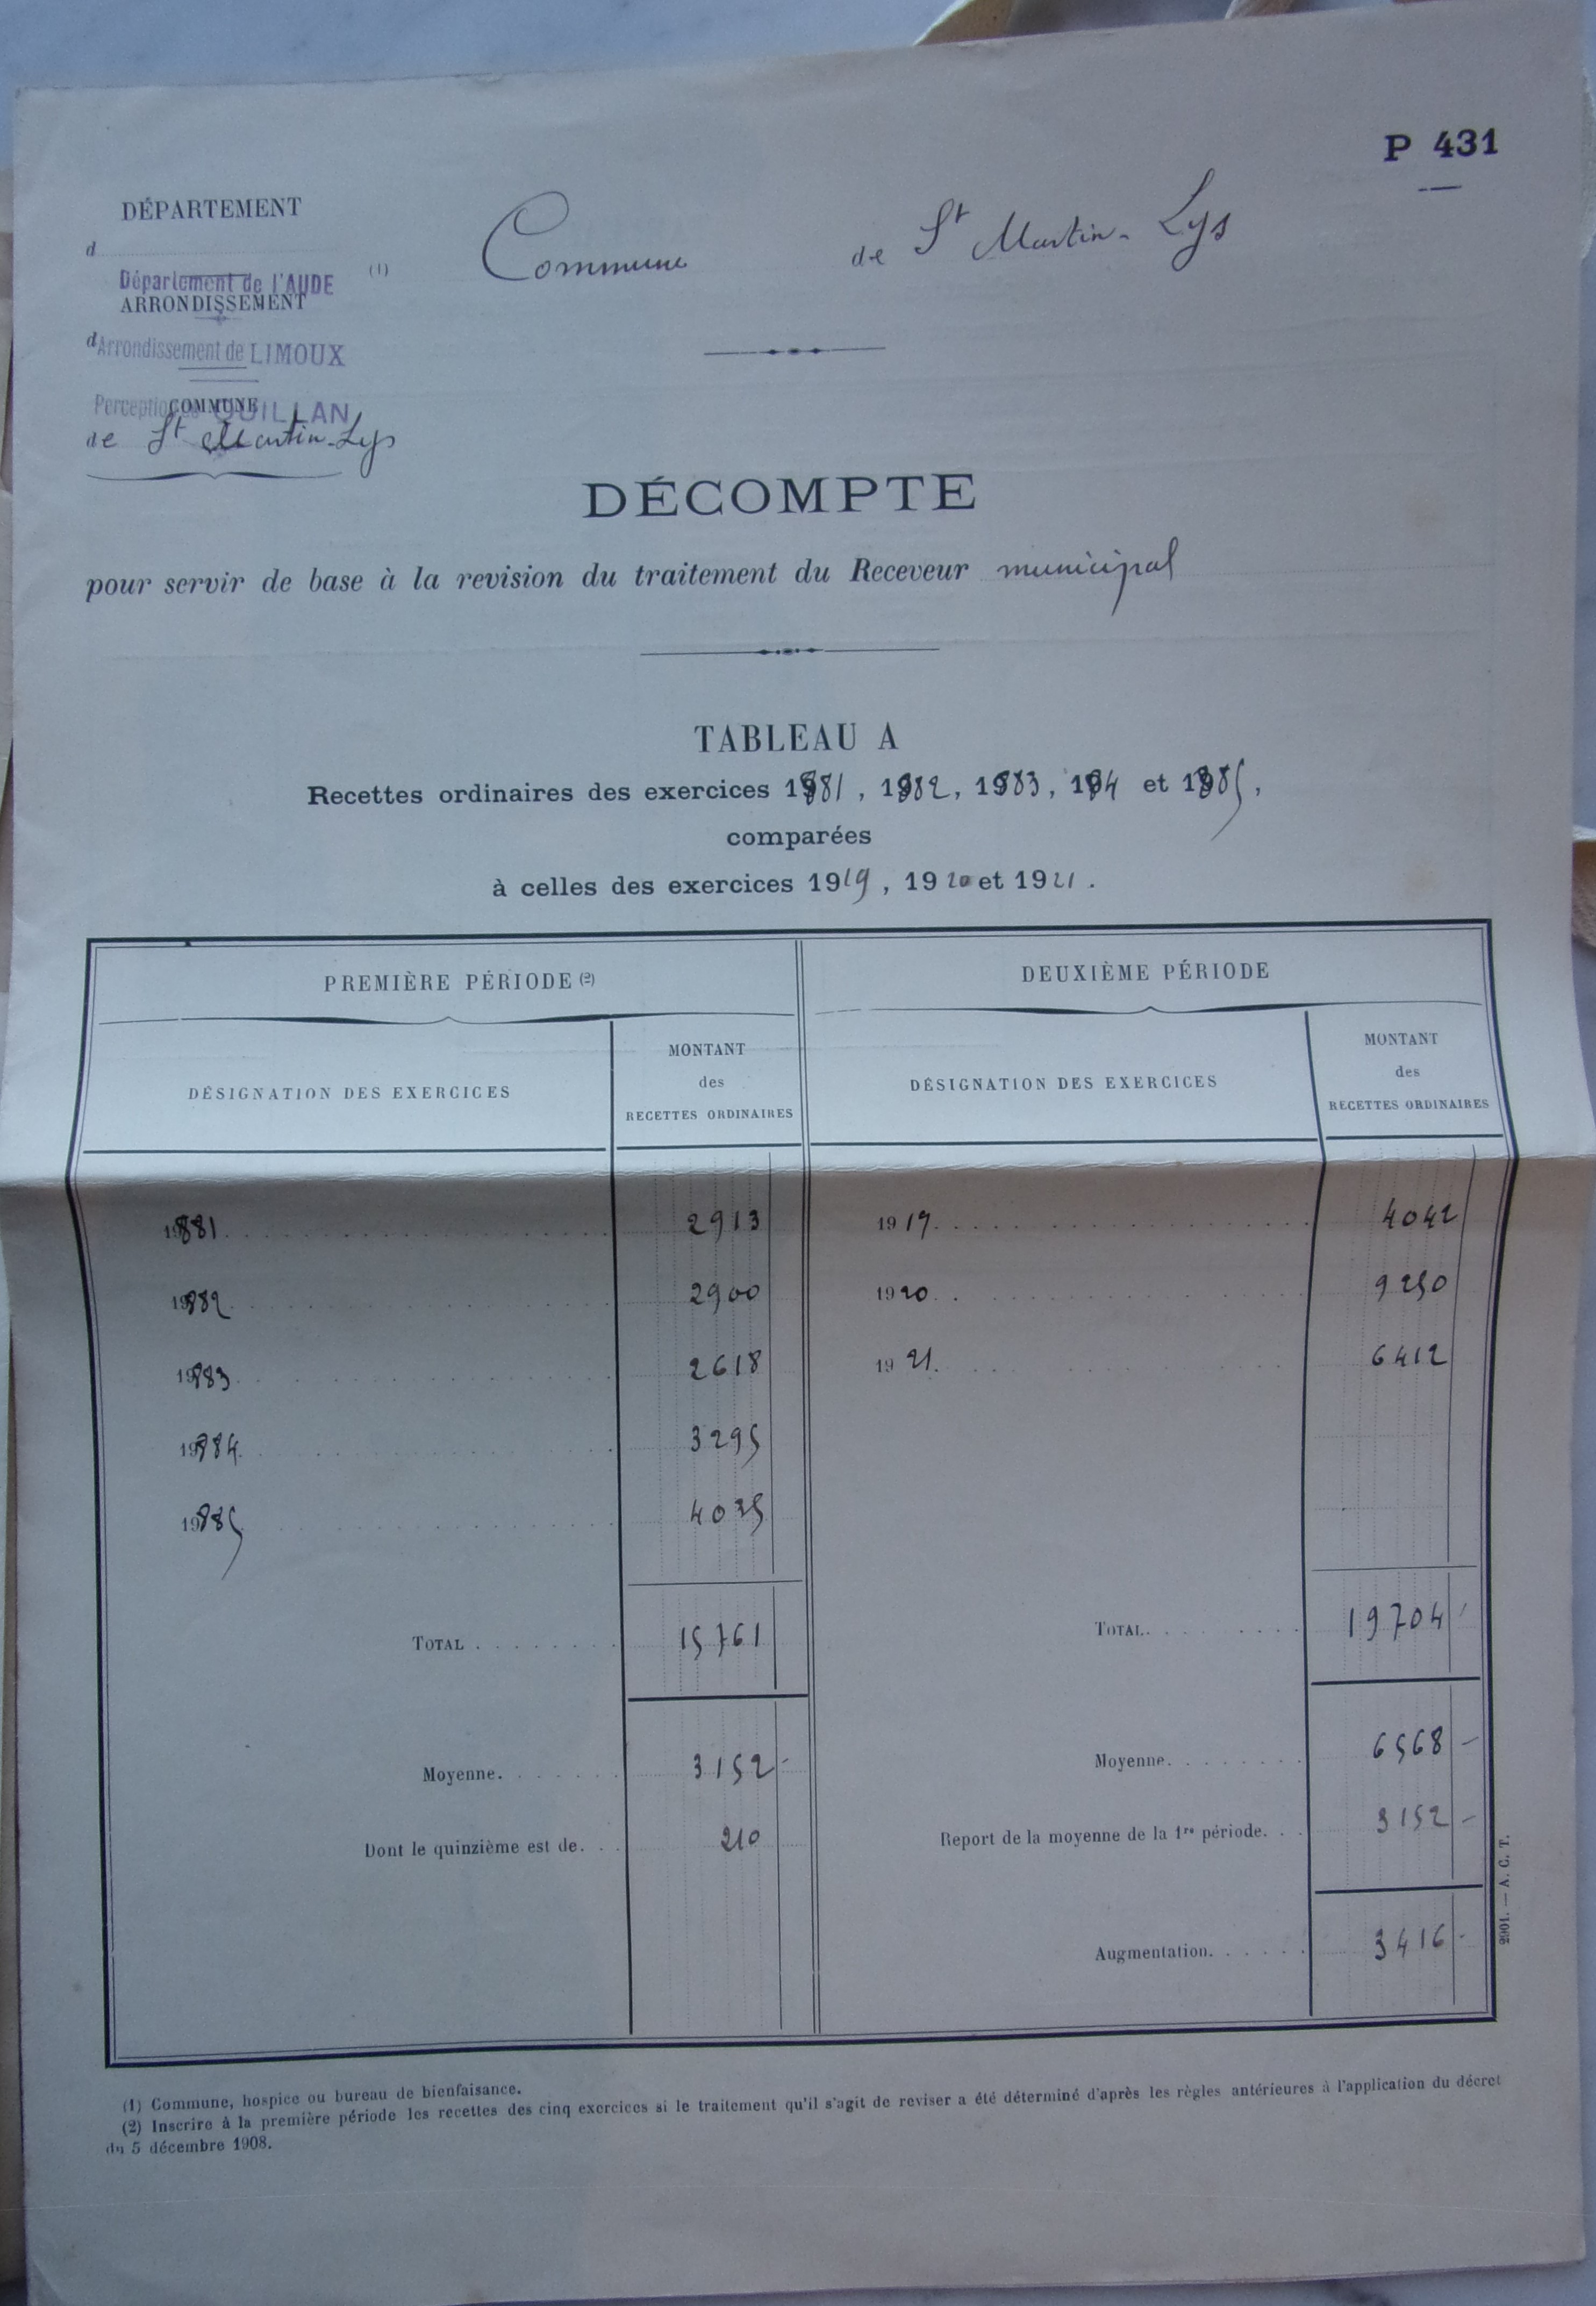 P 431
DÉPARTEMENT
d
Département de l'AUDE
ARRONDISSEMENT
(1) Commune de St Martin-Lys
d Arrondissement de LIMOUX
Perception de QUILLAN
COMMUNE
de St Martin-Lys
DÉCOMPTE
pour servir de base à la revision du traitement du Receveur municipal
TABLEAU A
Recettes ordinaires des exercices 1881, 1882, 1883, 184 et 1885,
comparées
à celles des exercices 1919, 1920 et 1921.
PREMIÈRE PÉRIODE (2) DEUXIÈME PÉRIODE
DÉSIGNATION DES EXERCICES MONTANT des RECETTES ORDINAIRES DÉSIGNATION DES EXERCICES MONTANT des RECETTES ORDINAIRES
1881 2913 1919 4042
1882 2900 1920 9250
1883 2618 1921 6412
1884 3295
1885 4035
TOTAL 15761 TOTAL 19704
Moyenne 3152 Moyenne 6568
Dont le quinzième est de 210 Report de la moyenne de la 1re période 3152
Augmentation 3416
2901. — A. C. T.
(1) Commune, hospice ou bureau de bienfaisance.
(2) Inscrire à la première période les recettes des cinq exercices si le traitement qu'il s'agit de reviser a été déterminé d'après les règles antérieures à l'application du décret
du 5 décembre 1908.